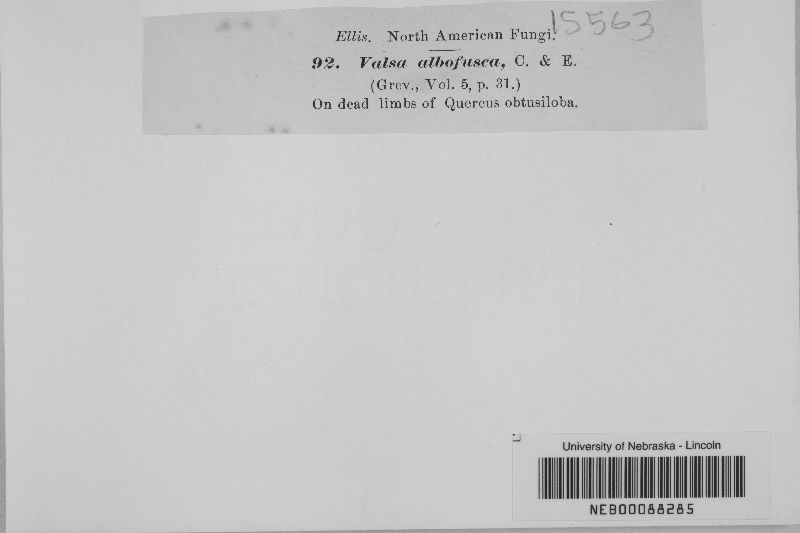 Ellis. North American Fungi. 15563
92. Valsa albofusca, C. & E.
(Grev., Vol. 5, p. 31.)
On dead limbs of Quercus obtusiloba.
University of Nebraska - Lincoln
NEB00088285